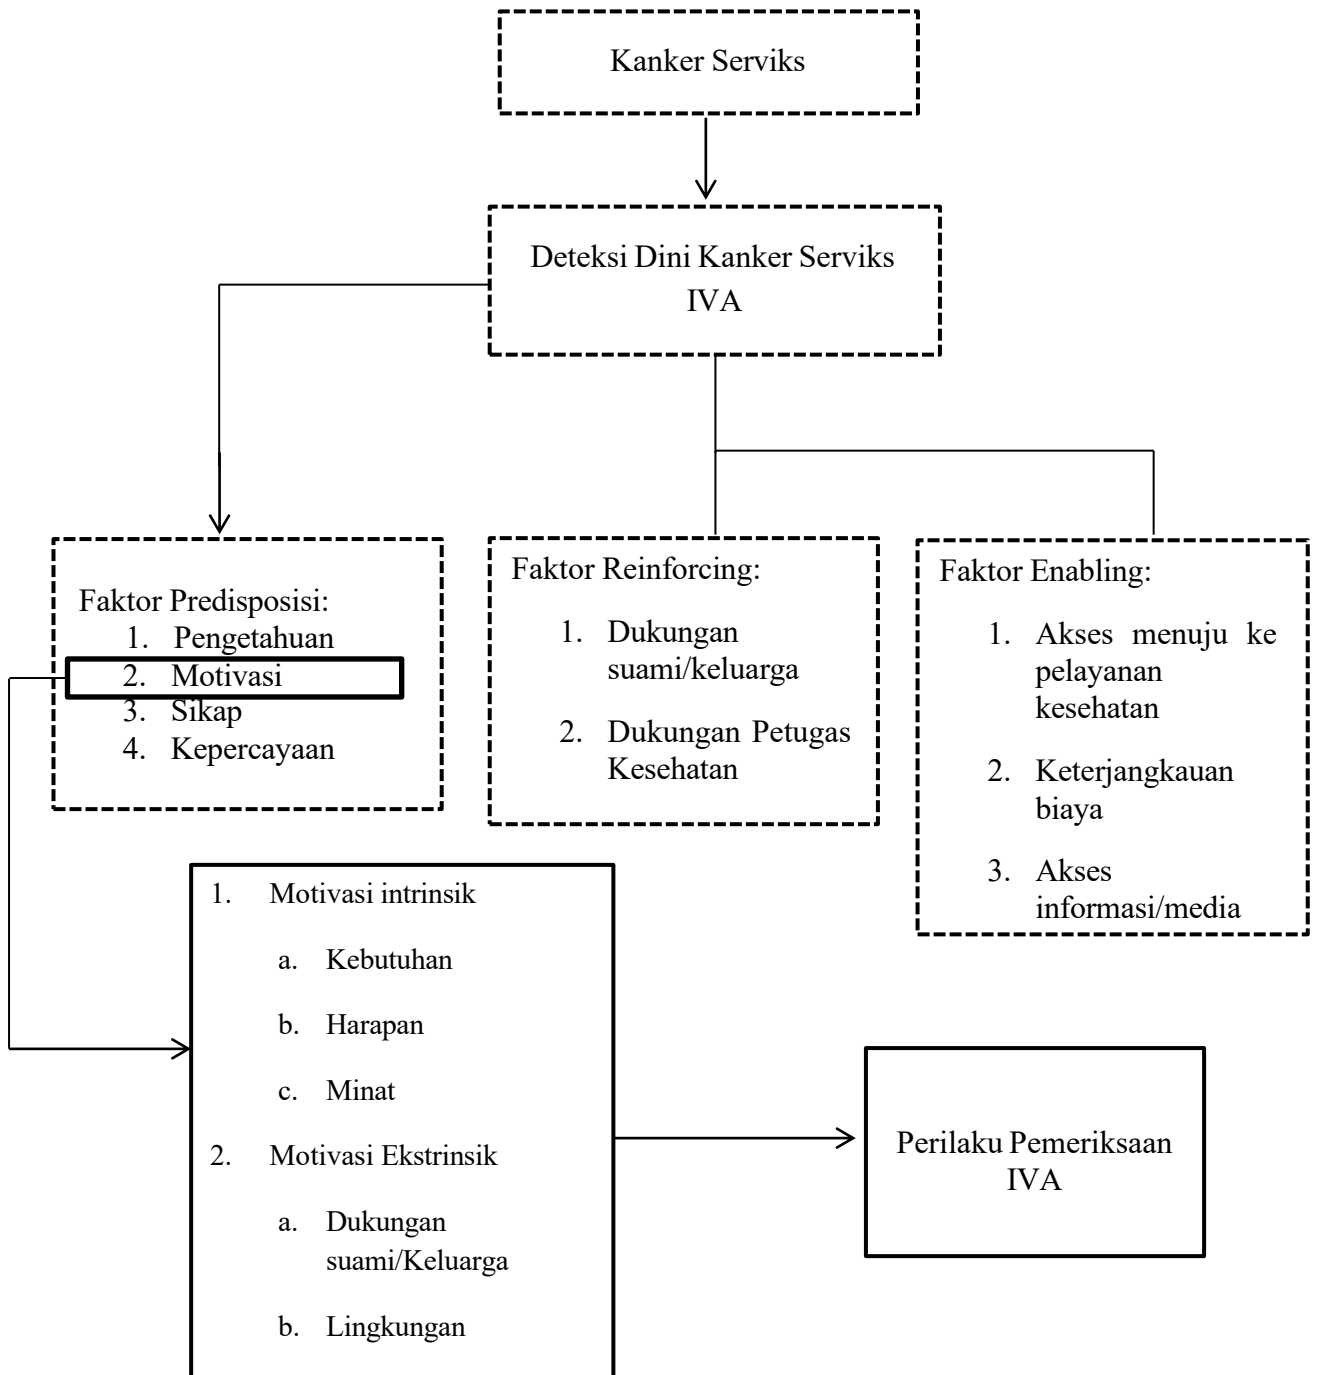 Kanker Serviks
Deteksi Dini Kanker Serviks
IVA
Faktor Predisposisi:
1. Pengetahuan
2. Motivasi
3. Sikap
4. Kepercayaan
Faktor Reinforcing:
1. Dukungan
suami/keluarga
2. Dukungan Petugas
Kesehatan
Faktor Enabling:
1. Akses menuju ke
pelayanan
kesehatan
2. Keterjangkauan
biaya
3. Akses
informasi/media
1. Motivasi intrinsik
a. Kebutuhan
b. Harapan
c. Minat
2. Motivasi Ekstrinsik
a. Dukungan
suami/Keluarga
b. Lingkungan
Perilaku Pemeriksaan
IVA